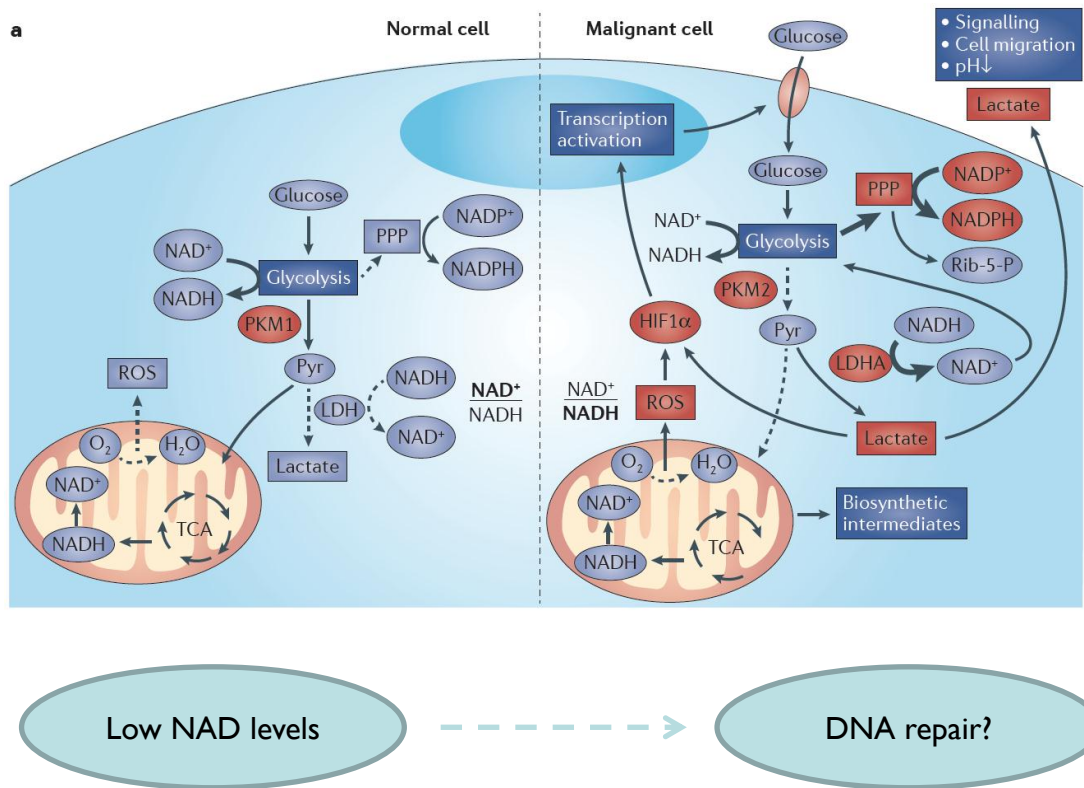 a
Normal cell
Malignant cell
Glucose
• Signalling
• Cell migration
• pH↓
Lactate
Transcription
activation
Glucose
PPP
NADP⁺
NADPH
Rib-5-P
NAD⁺
NADH
Glycolysis
PKM2
Pyr
HIF1α
LDHA
NADH
NAD⁺
NAD⁺
NADH
ROS
Lactate
O₂
H₂O
NAD⁺
NADH
TCA
Biosynthetic
intermediates
Glucose
PPP
NADP⁺
NADPH
NAD⁺
NADH
Glycolysis
PKM1
Pyr
ROS
LDH
NADH
NAD⁺
NAD⁺
NADH
Lactate
O₂
H₂O
NAD⁺
NADH
TCA
Low NAD levels
DNA repair?